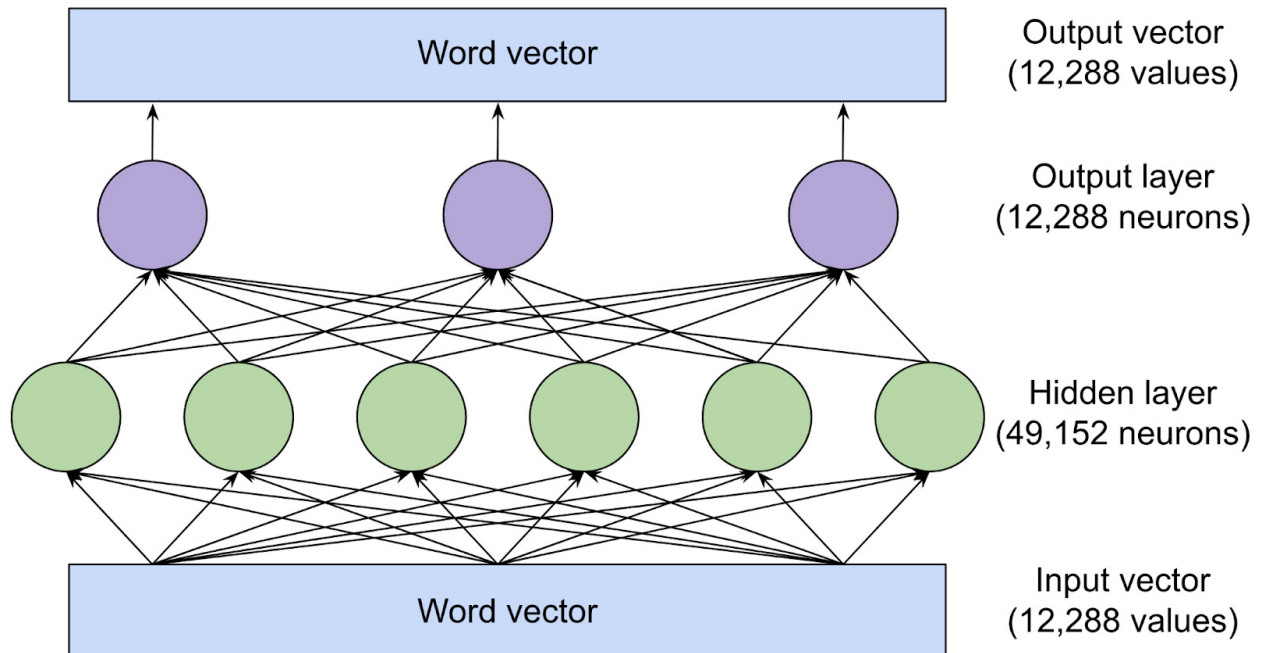 Word vector
Output vector
(12,288 values)
Output layer
(12,288 neurons)
Hidden layer
(49,152 neurons)
Word vector
Input vector
(12,288 values)